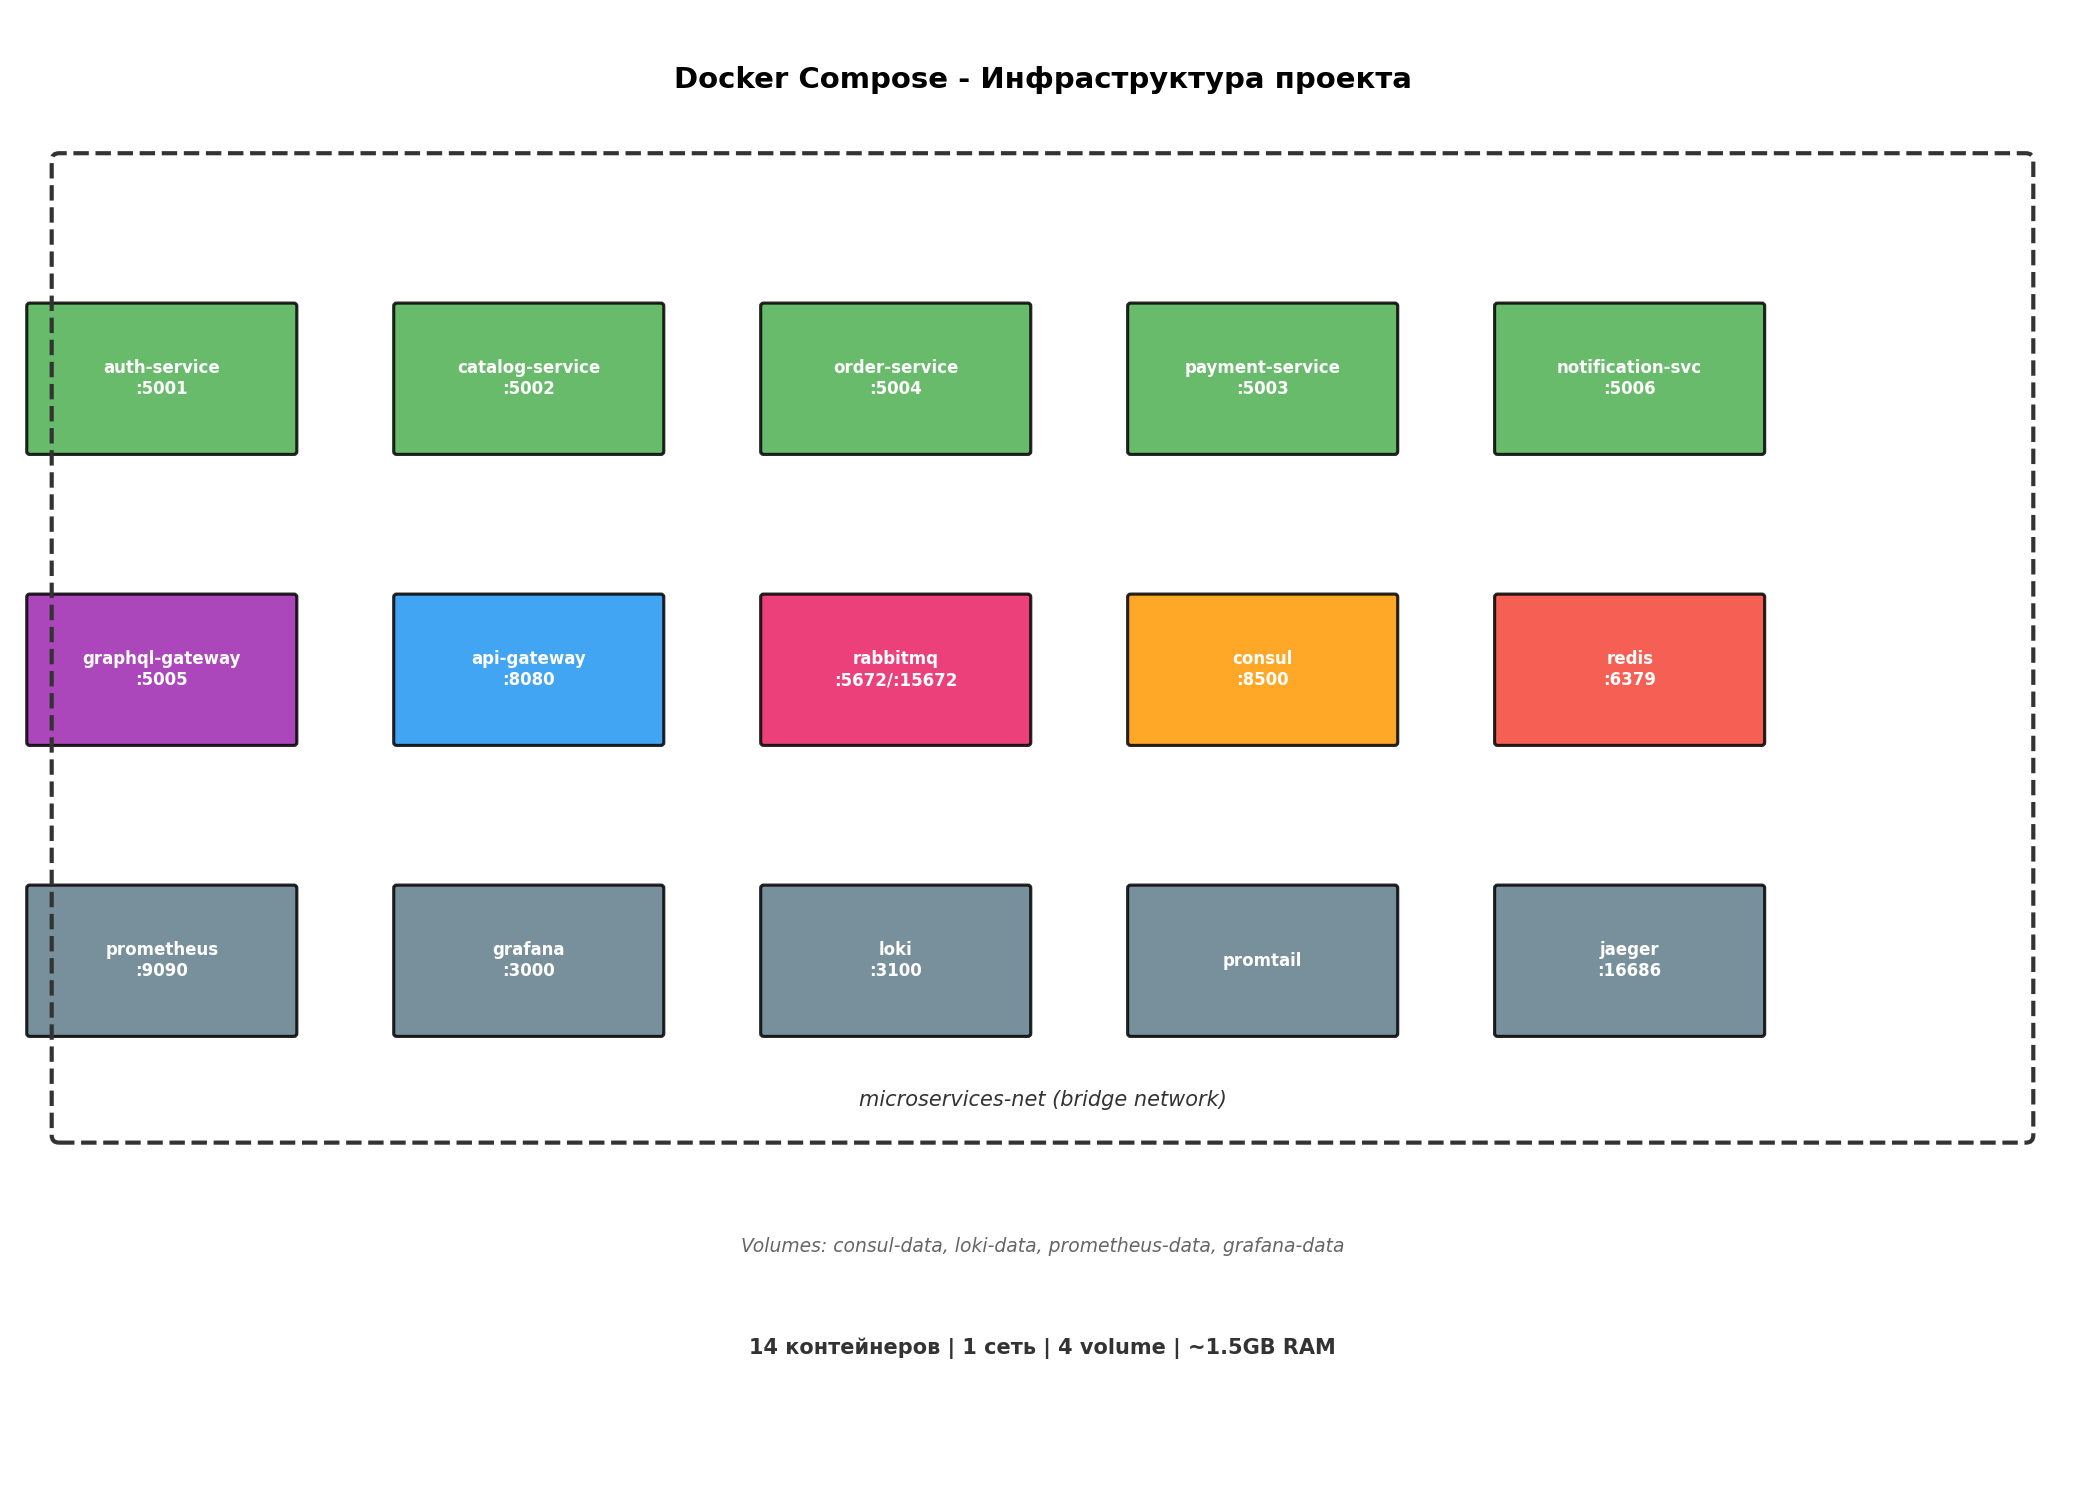 Docker Compose - Инфраструктура проекта
auth-service
:5001
catalog-service
:5002
order-service
:5004
payment-service
:5003
notification-svc
:5006
graphql-gateway
:5005
api-gateway
:8080
rabbitmq
:5672/:15672
consul
:8500
redis
:6379
prometheus
:9090
grafana
:3000
loki
:3100
promtail
jaeger
:16686
microservices-net (bridge network)
Volumes: consul-data, loki-data, prometheus-data, grafana-data
14 контейнеров | 1 сеть | 4 volume | ~1.5GB RAM